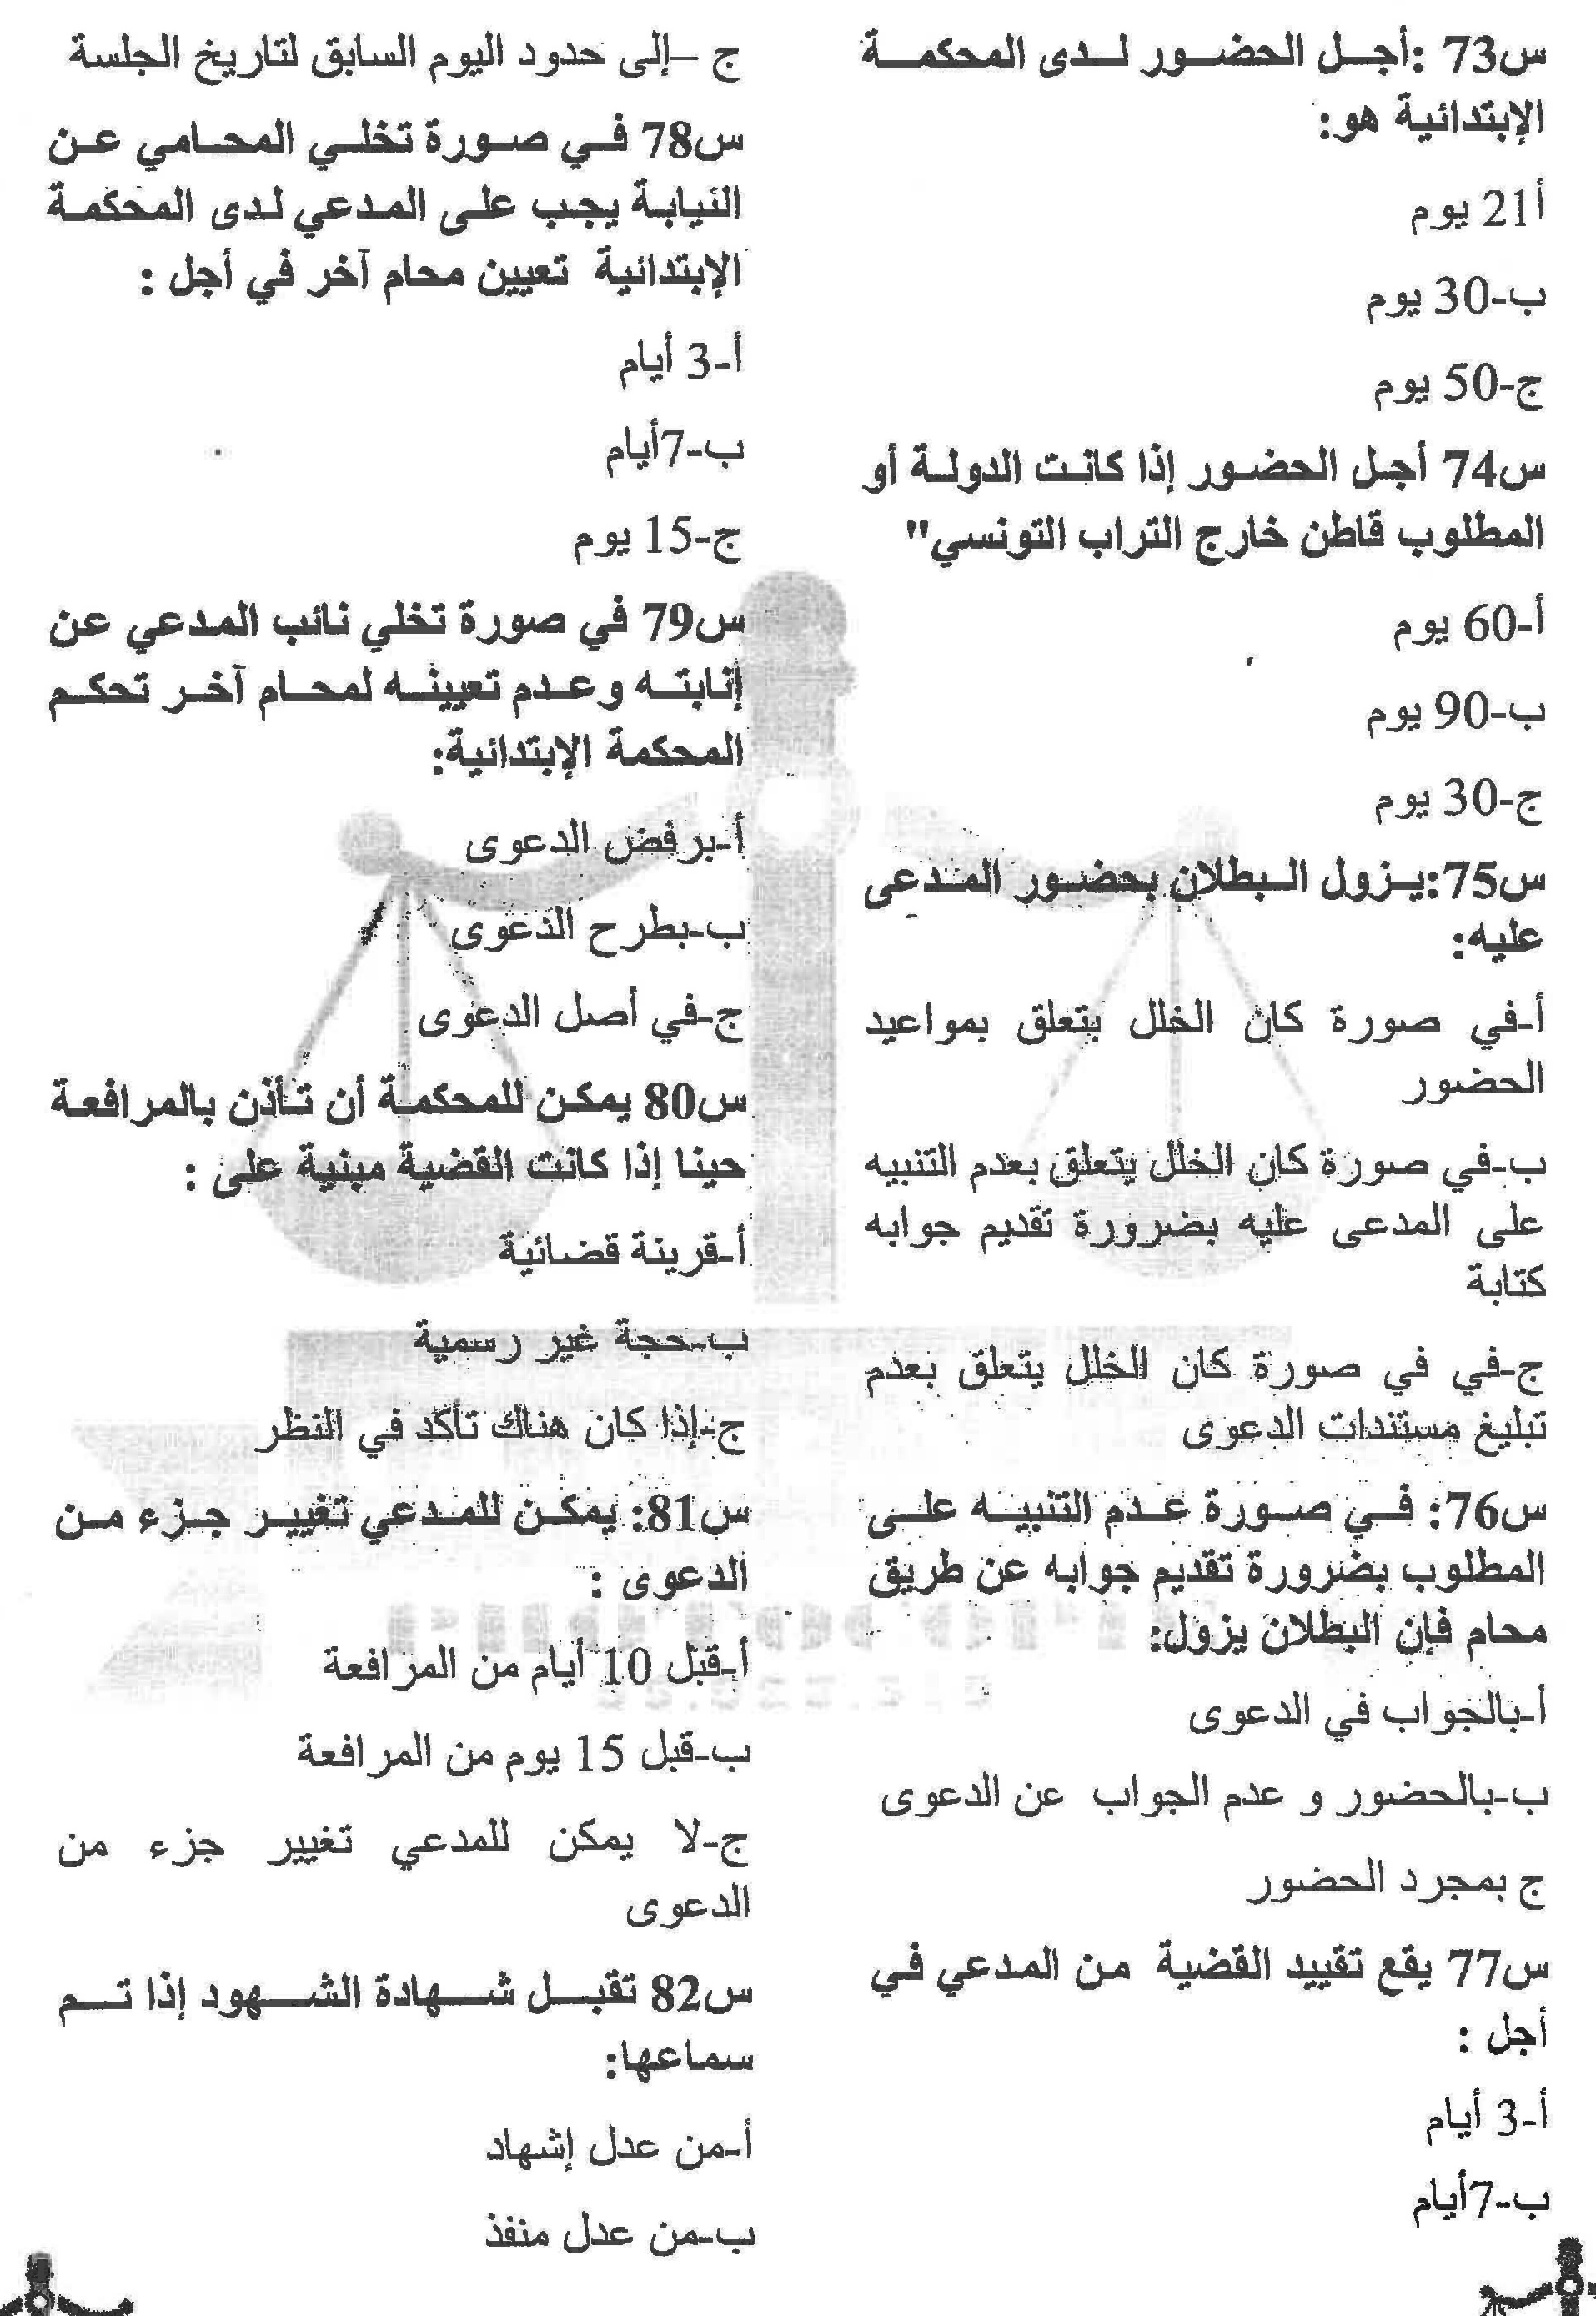 س73 :أجل الحضور لدى المحكمة
الإبتدائية هو:
أ21 يوم
ب-30 يوم
ج-50 يوم
س74 أجل الحضور إذا كانت الدولة أو
المطلوب قاطن خارج التراب التونسي"
أ-60 يوم
ب-90 يوم
ج-30 يوم
س75:يزول البطلان بحضور المدعى
عليه:
أ-في صورة كان الخلل يتعلق بمواعيد
الحضور
ب-في صورة كان الخلل يتعلق بعدم التنبيه
على المدعى عليه بضرورة تقديم جوابه
كتابة
ج-في في صورة كان الخلل يتعلق بعدم
تبليغ مستندات الدعوى
س76: في صورة عدم التنبيه على
المطلوب بضرورة تقديم جوابه عن طريق
محام فإن البطلان يزول:
أ-بالجواب في الدعوى
ب-بالحضور و عدم الجواب عن الدعوى
ج بمجرد الحضور
س77 يقع تقييد القضية من المدعي في
أجل :
أ-3 أيام
ب-7أيام
ج –إلى حدود اليوم السابق لتاريخ الجلسة
س78 في صورة تخلي المحامي عن
النيابة يجب على المدعي لدى المحكمة
الإبتدائية تعيين محام آخر في أجل :
أ-3 أيام
ب-7أيام
ج-15 يوم
س79 في صورة تخلي نائب المدعي عن
إنابته وعدم تعيينه لمحام آخر تحكم
المحكمة الإبتدائية:
أ-برفض الدعوى
ب-بطرح الدعوى
ج-في أصل الدعوى
س80 يمكن للمحكمة أن تأذن بالمرافعة
حينا إذا كانت القضية مبنية على :
أ-قرينة قضائية
ب-حجة غير رسمية
ج-إذا كان هناك تأكد في النظر
س81: يمكن للمدعي تغيير جزء من
الدعوى :
أ-قبل 10 أيام من المرافعة
ب-قبل 15 يوم من المرافعة
ج-لا يمكن للمدعي تغيير جزء من
الدعوى
س82 تقبل شهادة الشهود إذا تم
سماعها:
أ-من عدل إشهاد
ب-من عدل منفذ